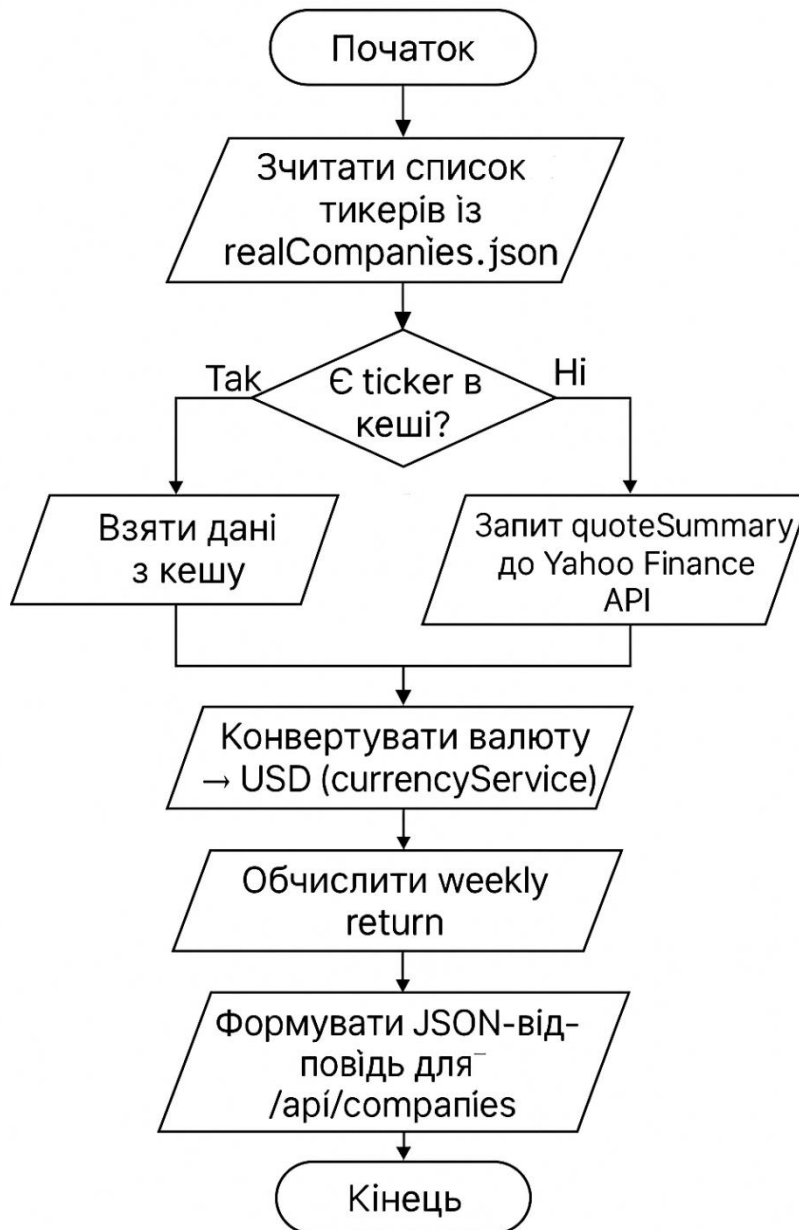 Початок
Зчитати список
тикерів із
realCompanies.json
Tak
Є ticker в
кеші?
Ні
Взяти дані
з кешу
Запит quoteSummary
до Yahoo Finance
API
Конвертувати валюту
→ USD (currencyService)
Обчислити weekly
return
Формувати JSON-від-
повідь для
/api/companies
Кінець